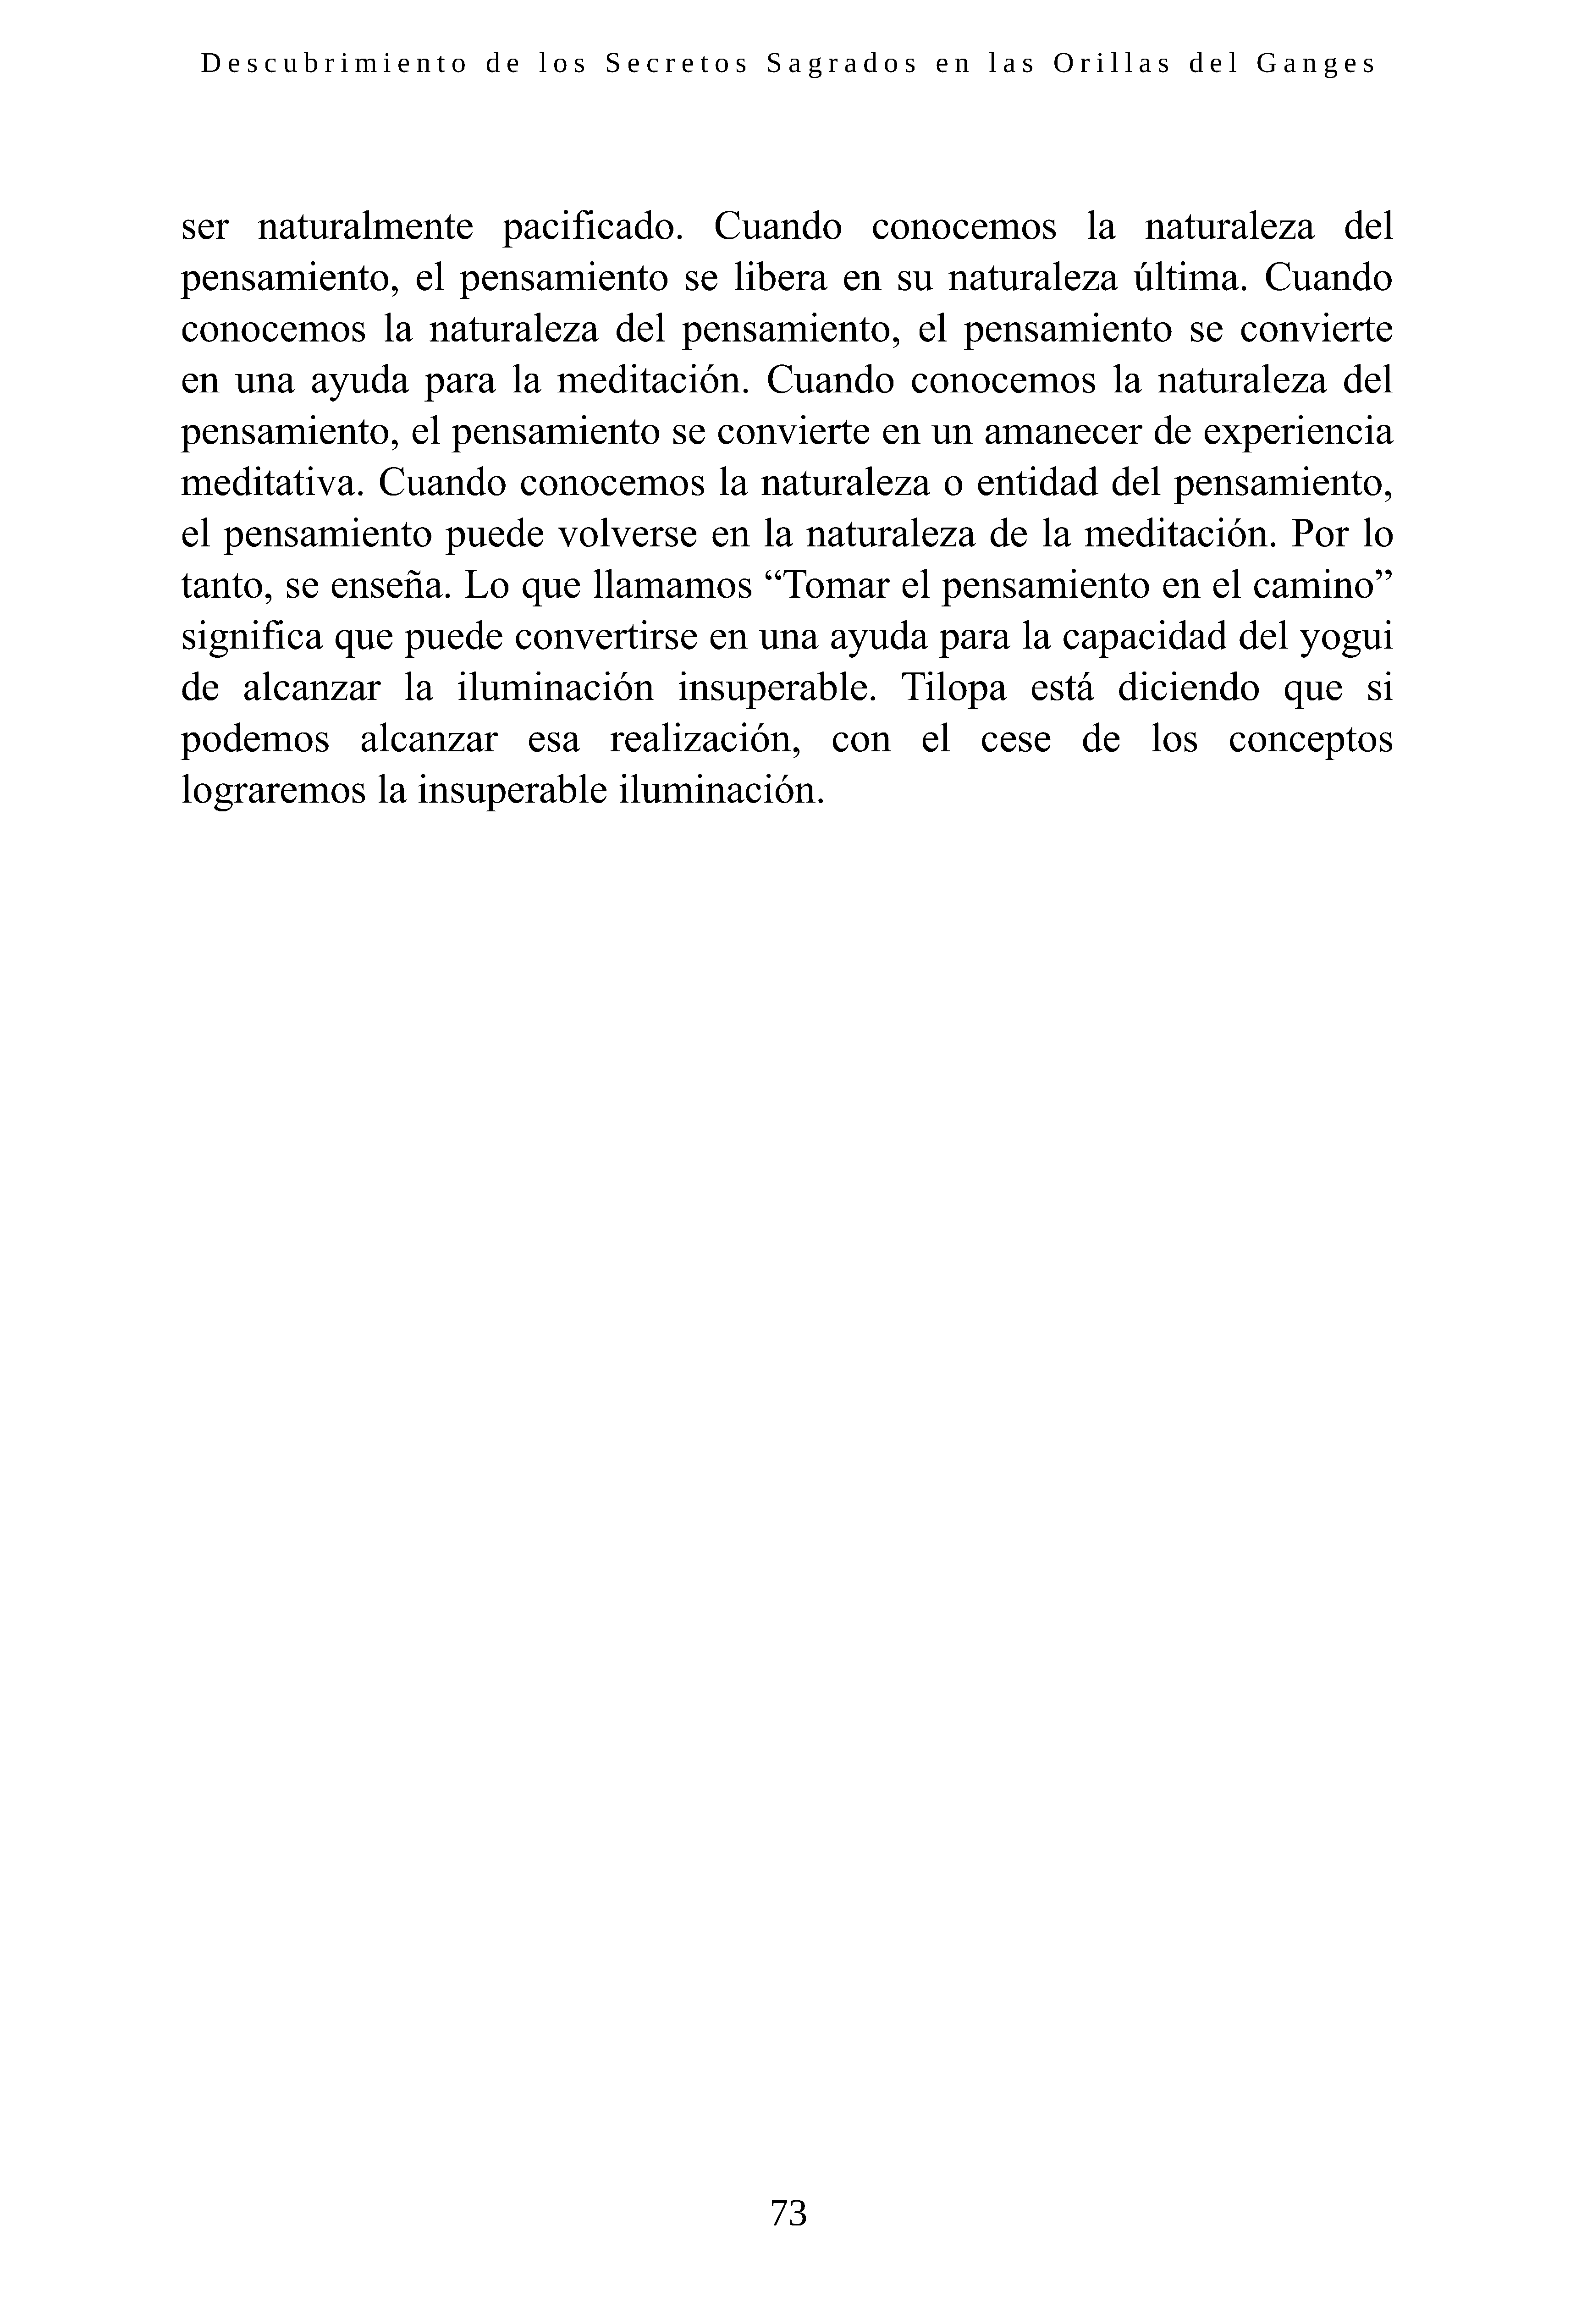 Descubrimiento de los Secretos Sagrados en las Orillas del Ganges
ser naturalmente pacificado. Cuando conocemos la naturaleza del
pensamiento, el pensamiento se libera en su naturaleza última. Cuando
conocemos la naturaleza del pensamiento, el pensamiento se convierte
en una ayuda para la meditación. Cuando conocemos la naturaleza del
pensamiento, el pensamiento se convierte en un amanecer de experiencia
meditativa. Cuando conocemos la naturaleza o entidad del pensamiento,
el pensamiento puede volverse en la naturaleza de la meditación. Por lo
tanto, se enseña. Lo que llamamos “Tomar el pensamiento en el camino”
significa que puede convertirse en una ayuda para la capacidad del yogui
de alcanzar la iluminación insuperable. Tilopa está diciendo que si
podemos alcanzar esa realización, con el cese de los conceptos
lograremos la insuperable iluminación.
73